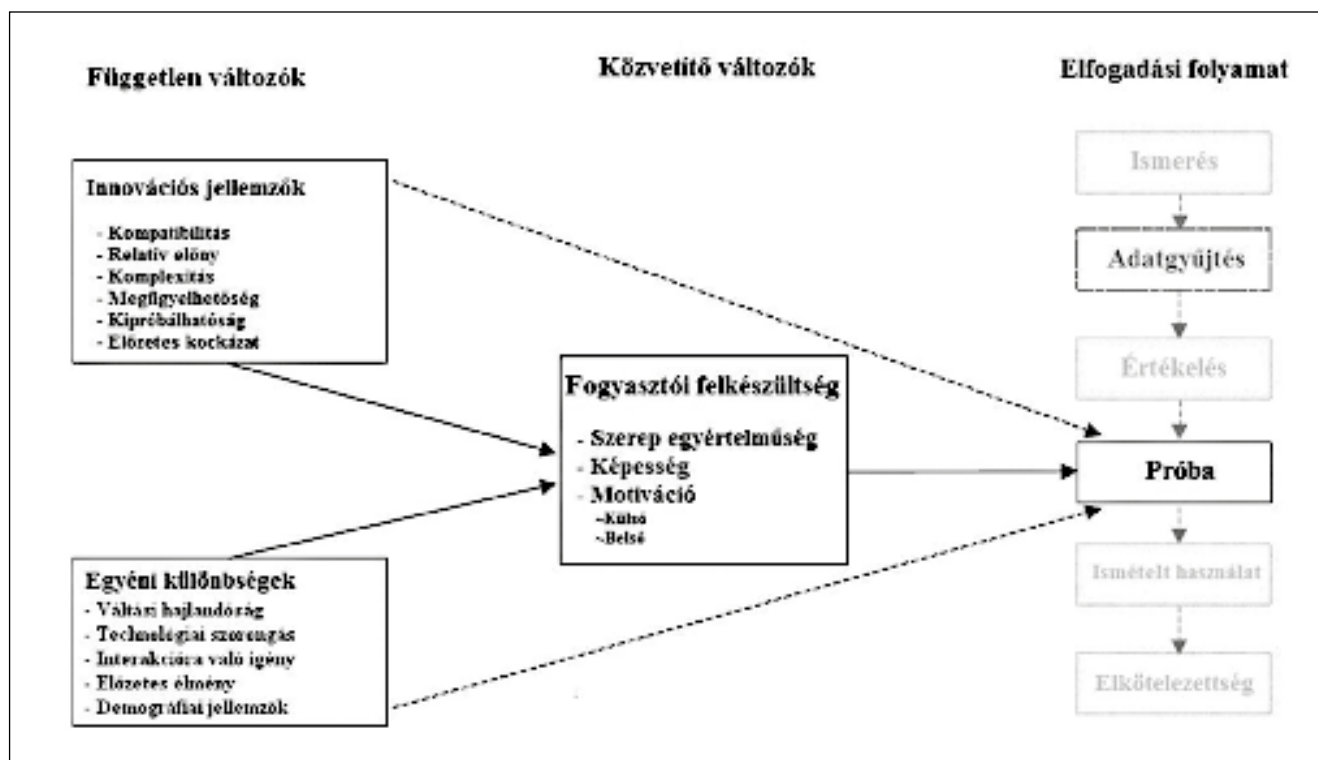 Független változók
Közvetítő változók
Elfogadási folyamat
Innovációs jellemzők
- Kompatibilitás
- Relatív előny
- Komplexitás
- Megfigyelhetőség
- Kipróbálhatóság
- Előzetes kockázat
Egyéni különbségek
- Váltási hajlandóság
- Technológiai szorongás
- Interakcióra való igény
- Előzetes élmény
- Demográfiai jellemzők
Fogyasztói felkészültség
- Szerep egyértelműség
- Képesség
- Motiváció
~Külső
~Belső
Ismerés
Adatgyűjtés
Értékelés
Próba
Ismételt használat
Elkötelezettség